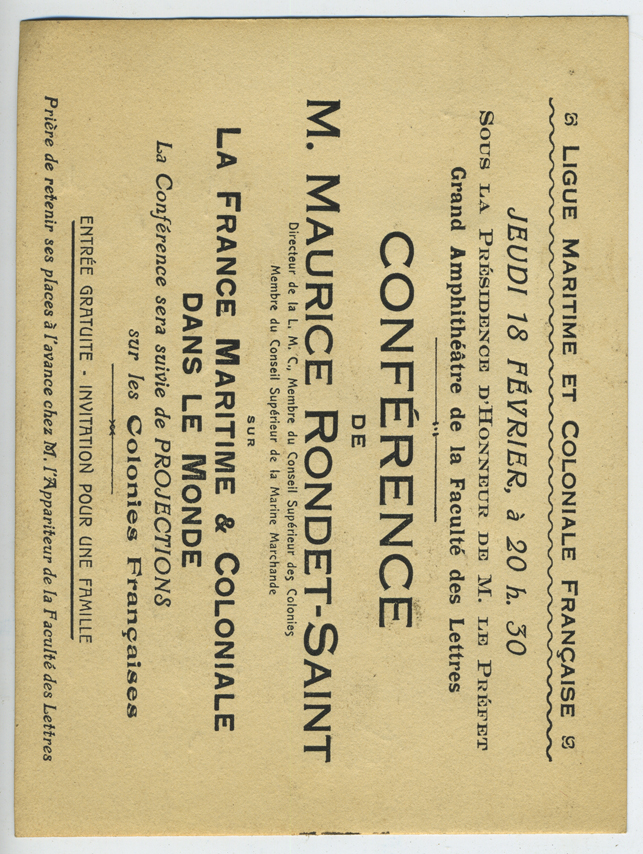 LIGUE MARITIME ET COLONIALE FRANÇAISE
JEUDI 18 FÉVRIER, à 20 h. 30
SOUS LA PRÉSIDENCE D'HONNEUR DE M. LE PRÉFET
Grand Amphithéâtre de la Faculté des Lettres
CONFÉRENCE
DE
M. MAURICE RONDET-SAINT
Directeur de la L. M. C., Membre du Conseil Supérieur des Colonies
Membre du Conseil Supérieur de la Marine Marchande
SUR
LA FRANCE MARITIME & COLONIALE
DANS LE MONDE
La Conférence sera suivie de PROJECTIONS
sur les Colonies Françaises
ENTRÉE GRATUITE - INVITATION POUR UNE FAMILLE
Prière de retenir ses places à l'avance chez M. l'Appariteur de la Faculté des Lettres